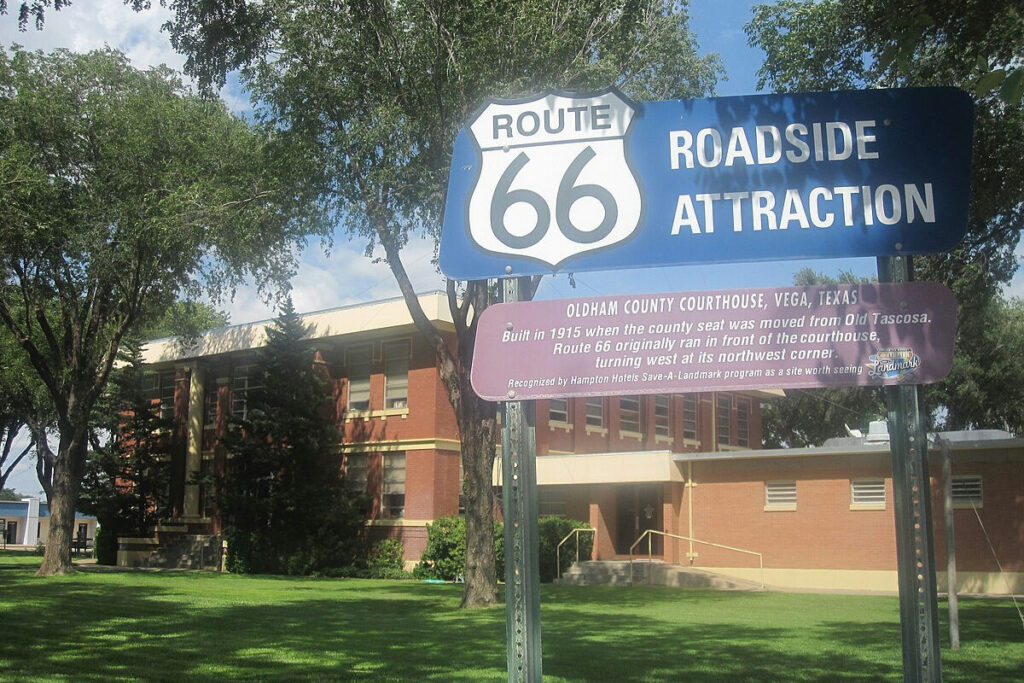 ROUTE
66
ROADSIDE
ATTRACTION
OLDHAM COUNTY COURTHOUSE, VEGA, TEXAS
Built in 1915 when the county seat was moved from Old Tascosa.
Route 66 originally ran in front of the courthouse,
turning west at its northwest corner.
Recognized by Hampton Hotels Save-A-Landmark program as a site worth seeing
Landmark